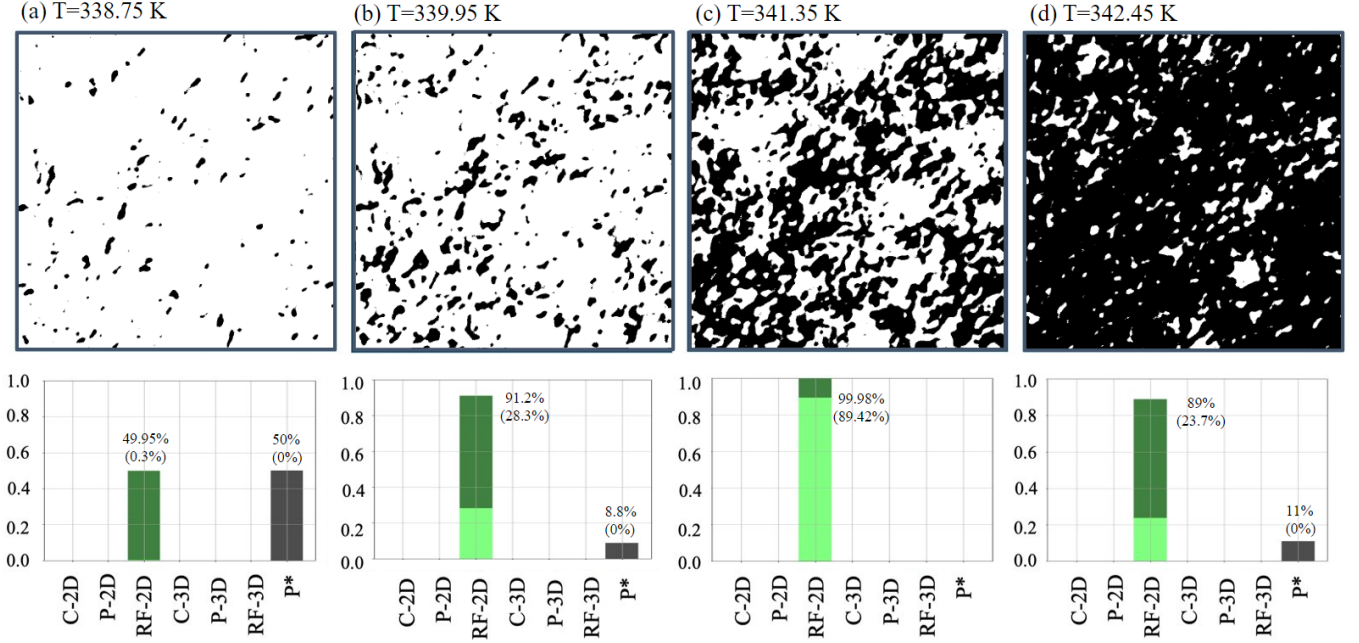 (a) T=338.75 K
(b) T=339.95 K
(c) T=341.35 K
(d) T=342.45 K
1.0
0.8
0.6
0.4
0.2
0.0
49.95%
(0.3%)
50%
(0%)
C-2D
P-2D
RF-2D
C-3D
P-3D
RF-3D
P*
1.0
0.8
0.6
0.4
0.2
0.0
91.2%
(28.3%)
8.8%
(0%)
C-2D
P-2D
RF-2D
C-3D
P-3D
RF-3D
P*
1.0
0.8
0.6
0.4
0.2
0.0
99.98%
(89.42%)
C-2D
P-2D
RF-2D
C-3D
P-3D
RF-3D
P*
1.0
0.8
0.6
0.4
0.2
0.0
89%
(23.7%)
11%
(0%)
C-2D
P-2D
RF-2D
C-3D
P-3D
RF-3D
P*